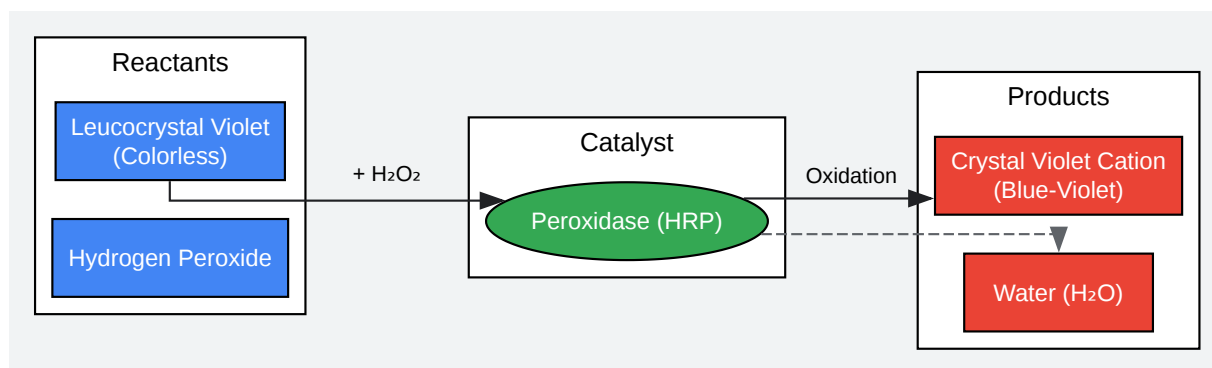 Reactants
Leucocrystal Violet
(Colorless)
Hydrogen Peroxide
+ H₂O₂
Catalyst
Peroxidase (HRP)
Oxidation
Products
Crystal Violet Cation
(Blue-Violet)
Water (H₂O)